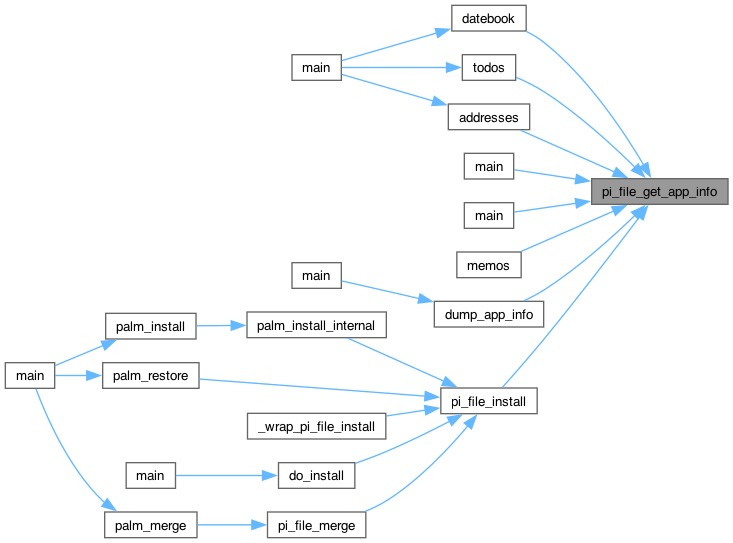 datebook
main
todos
addresses
main
pi_file_get_app_info
main
memos
main
dump_app_info
palm_install
palm_install_internal
main
palm_restore
pi_file_install
_wrap_pi_file_install
main
do_install
palm_merge
pi_file_merge